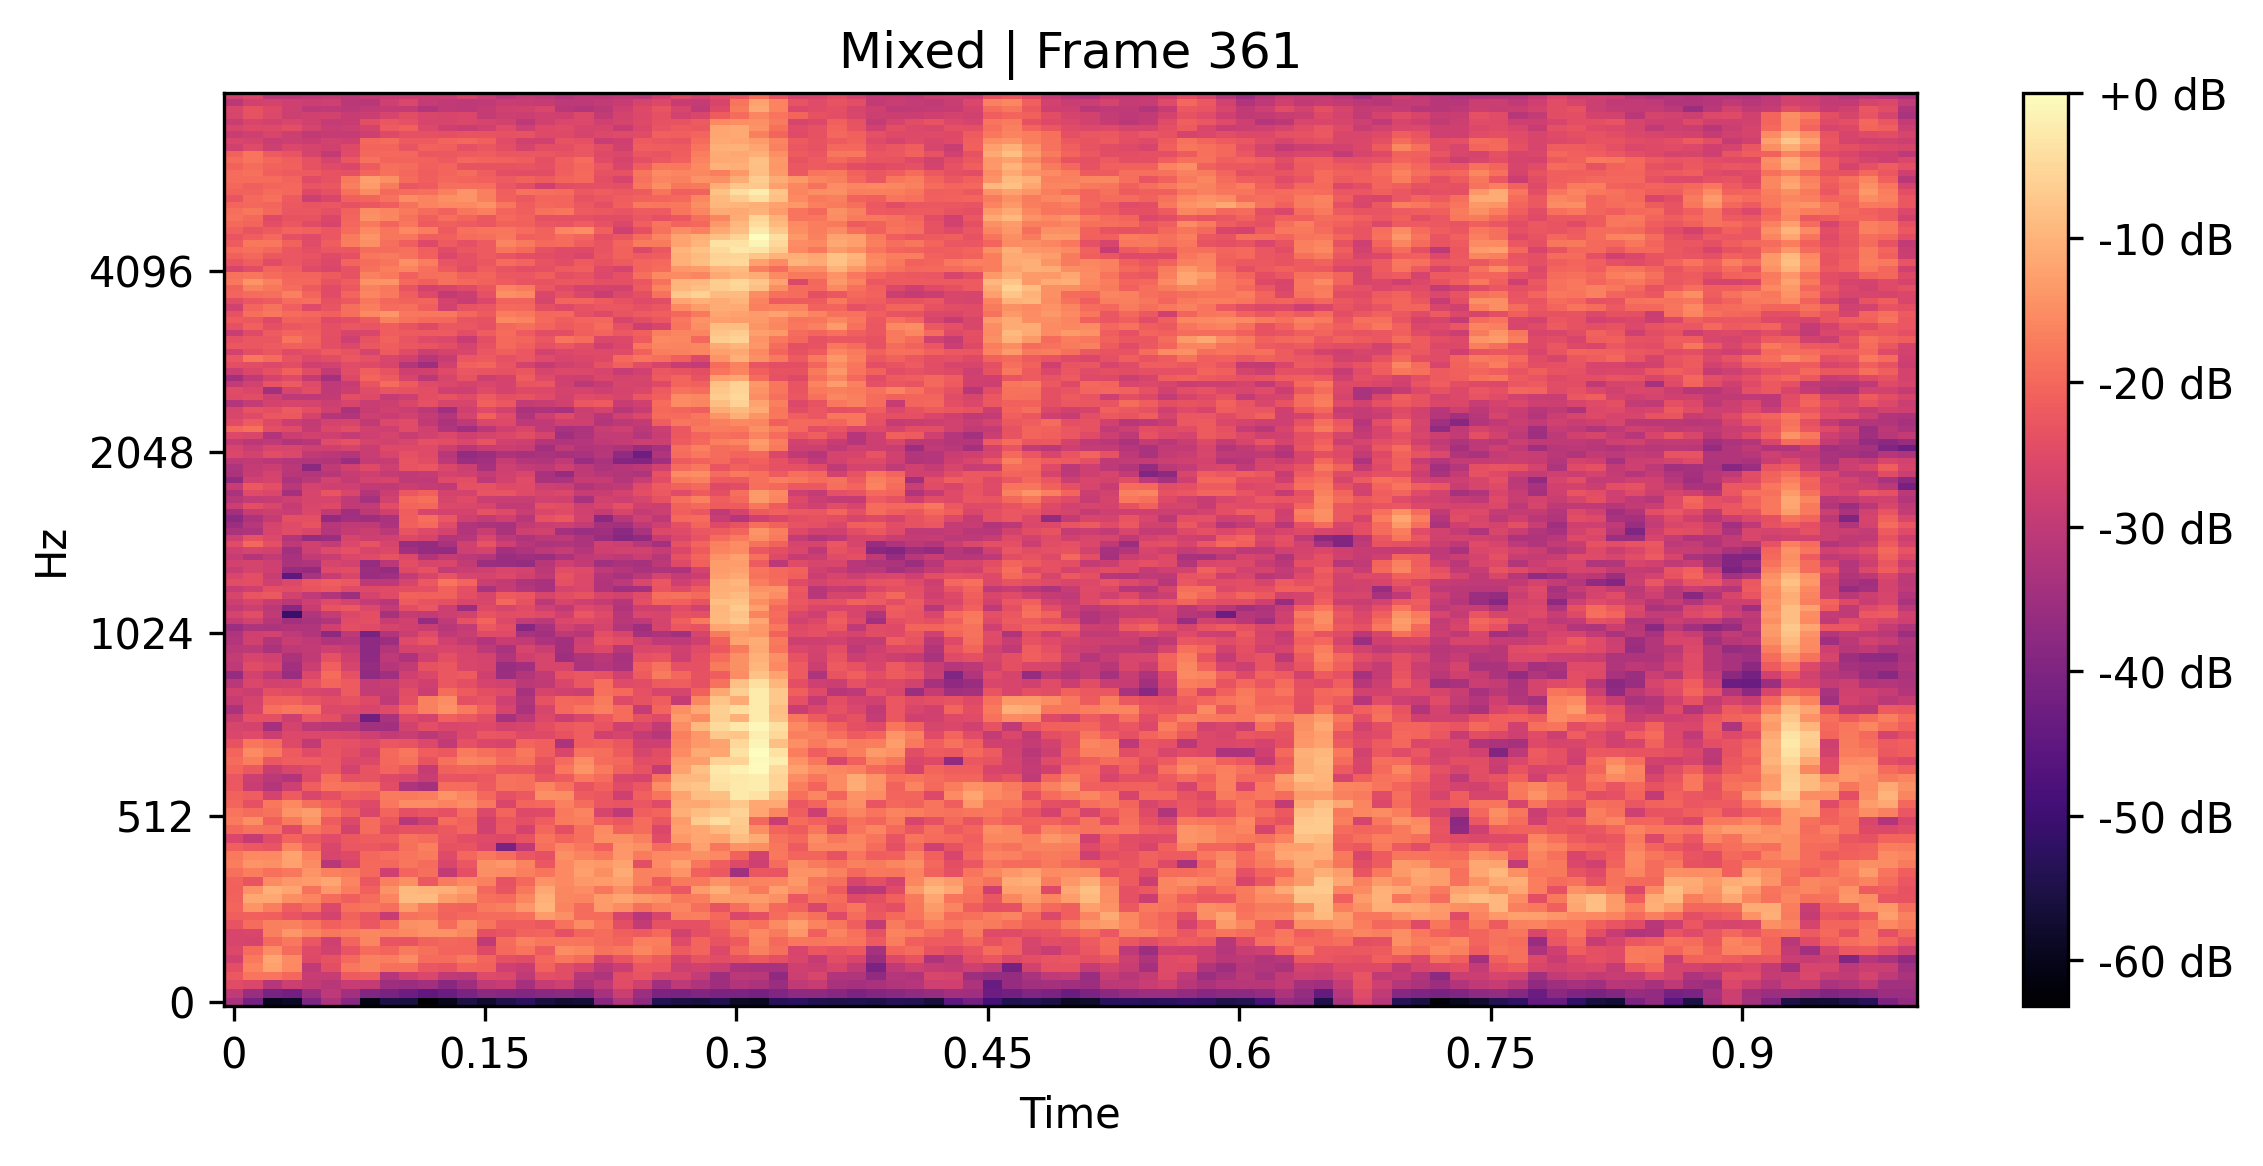 Mixed | Frame 361
+0 dB
-10 dB
-20 dB
-30 dB
-40 dB
-50 dB
-60 dB
Hz
4096
2048
1024
512
0
0 0.15 0.3 0.45 0.6 0.75 0.9
Time